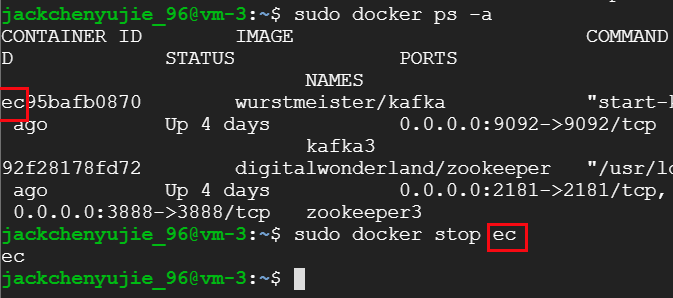 jackchenyujie_96@vm-3:~$ sudo docker ps -a
CONTAINER ID        IMAGE                            COMMAND
D             STATUS              PORTS
                            NAMES
ec95bafb0870        wurstmeister/kafka               "start-k
 ago          Up 4 days           0.0.0.0:9092->9092/tcp
                            kafka3
92f28178fd72        digitalwonderland/zookeeper      "/usr/lo
 ago          Up 4 days           0.0.0.0:2181->2181/tcp,
 0.0.0.0:3888->3888/tcp   zookeeper3
jackchenyujie_96@vm-3:~$ sudo docker stop ec
ec
jackchenyujie_96@vm-3:~$